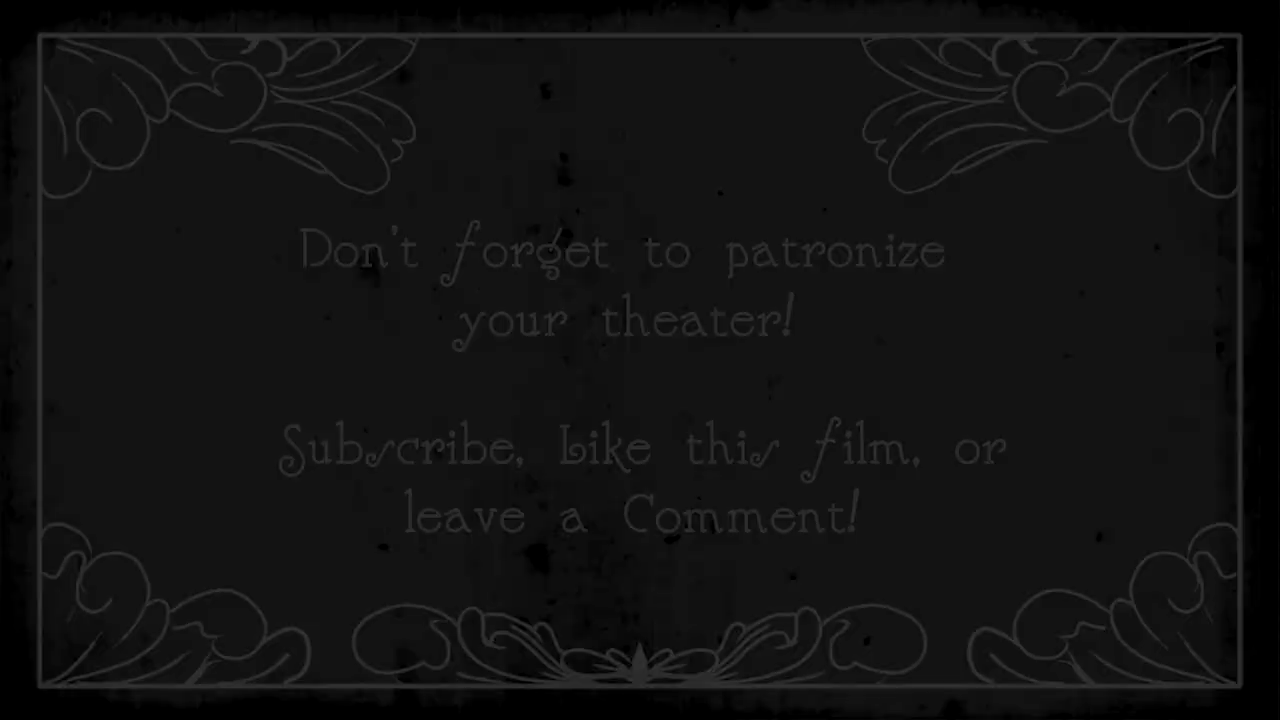 Don't forget to patronize
your theater!
Subscribe, Like this film, or
leave a Comment!